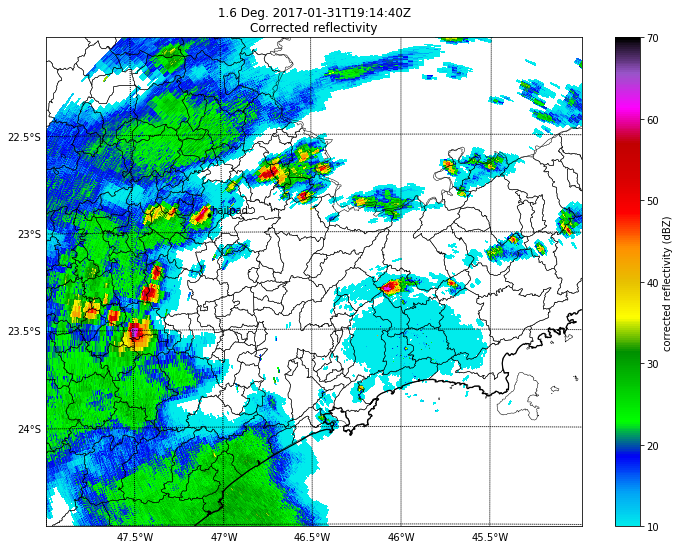 1.6 Deg. 2017-01-31T19:14:40Z
Corrected reflectivity
22.5°S
23°S
23.5°S
24°S
47.5°W
47°W
46.5°W
46°W
45.5°W
70
60
50
40
30
20
10
corrected reflectivity (dBZ)